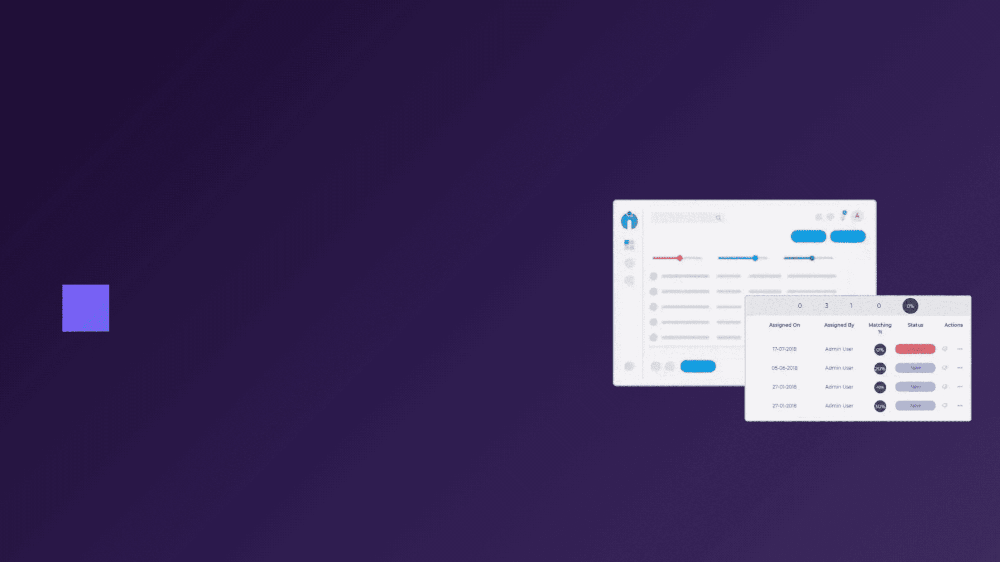 A
0 3 1 0 0%
Assigned On Assigned By Matching % Status Actions
17-07-2018 Admin User 0%
05-06-2018 Admin User 20% New
27-01-2018 Admin User 40% New
27-01-2018 Admin User 30% New